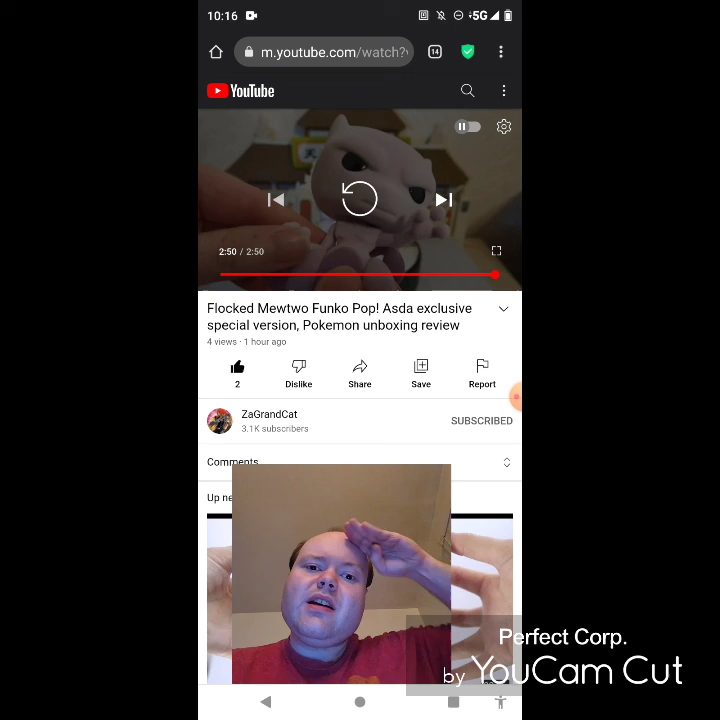 10:16
5G
m.youtube.com/watch?v
14
YouTube
2:50 / 2:50
Flocked Mewtwo Funko Pop! Asda exclusive
special version, Pokemon unboxing review
4 views · 1 hour ago
2
Dislike
Share
Save
Report
ZaGrandCat
3.1K subscribers
SUBSCRIBED
Comments
Up
Perfect Corp.
by YouCam Cut